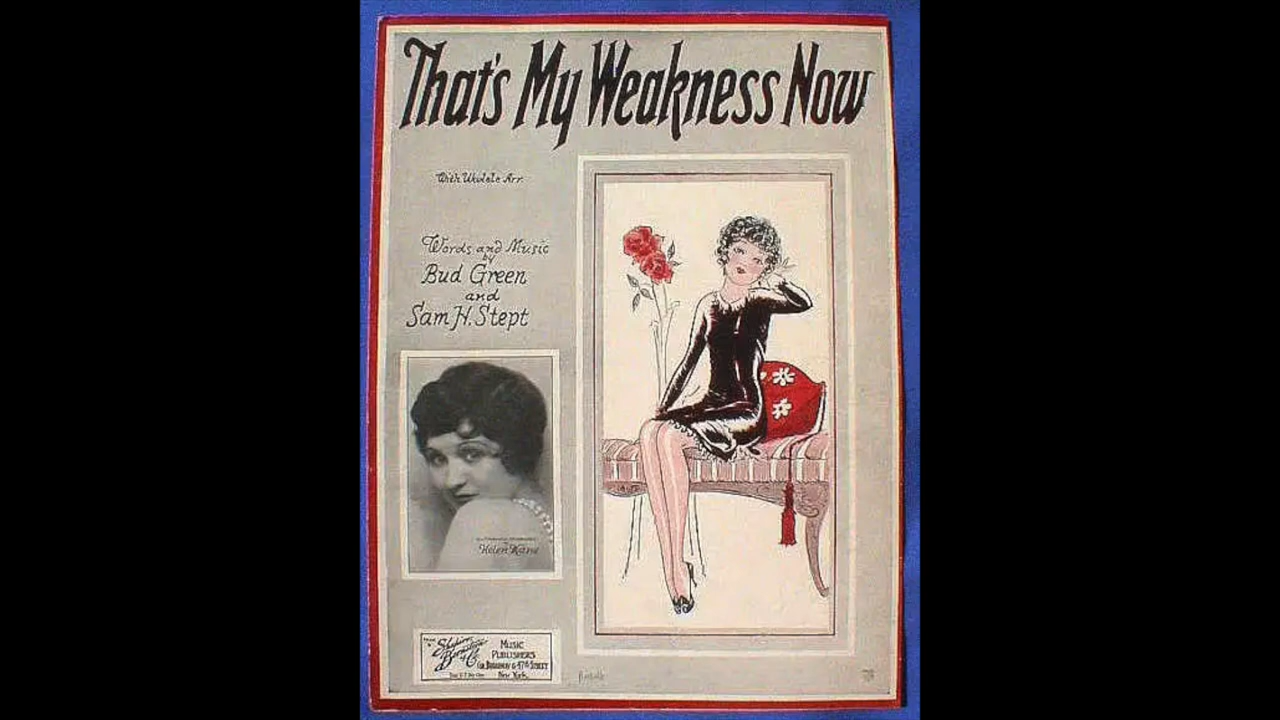 That's My Weakness Now
With Ukulele Arr.
Words and Music
by
Bud Green
and
Sam H. Stept
Helen Kane
Shapiro
Bernstein
& Co
Music
Publishers
Cor. Broadway & 47th Street
New York